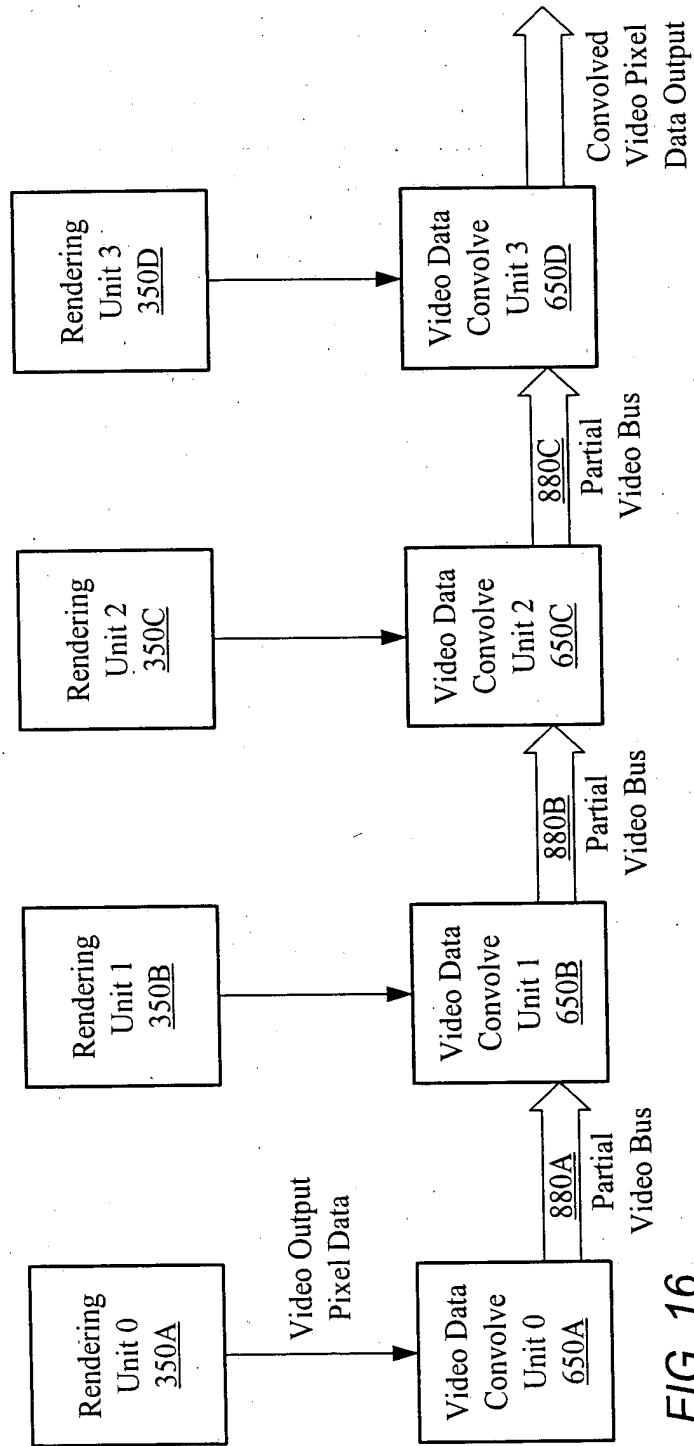 Rendering
Unit 0
350A
Rendering
Unit 1
350B
Rendering
Unit 2
350C
Rendering
Unit 3
350D
Video Output
Pixel Data
Video Data
Convolve
Unit 0
650A
880A
Partial
Video Bus
Video Data
Convolve
Unit 1
650B
880B
Partial
Video Bus
Video Data
Convolve
Unit 2
650C
880C
Partial
Video Bus
Video Data
Convolve
Unit 3
650D
Convolved
Video Pixel
Data Output
FIG. 16